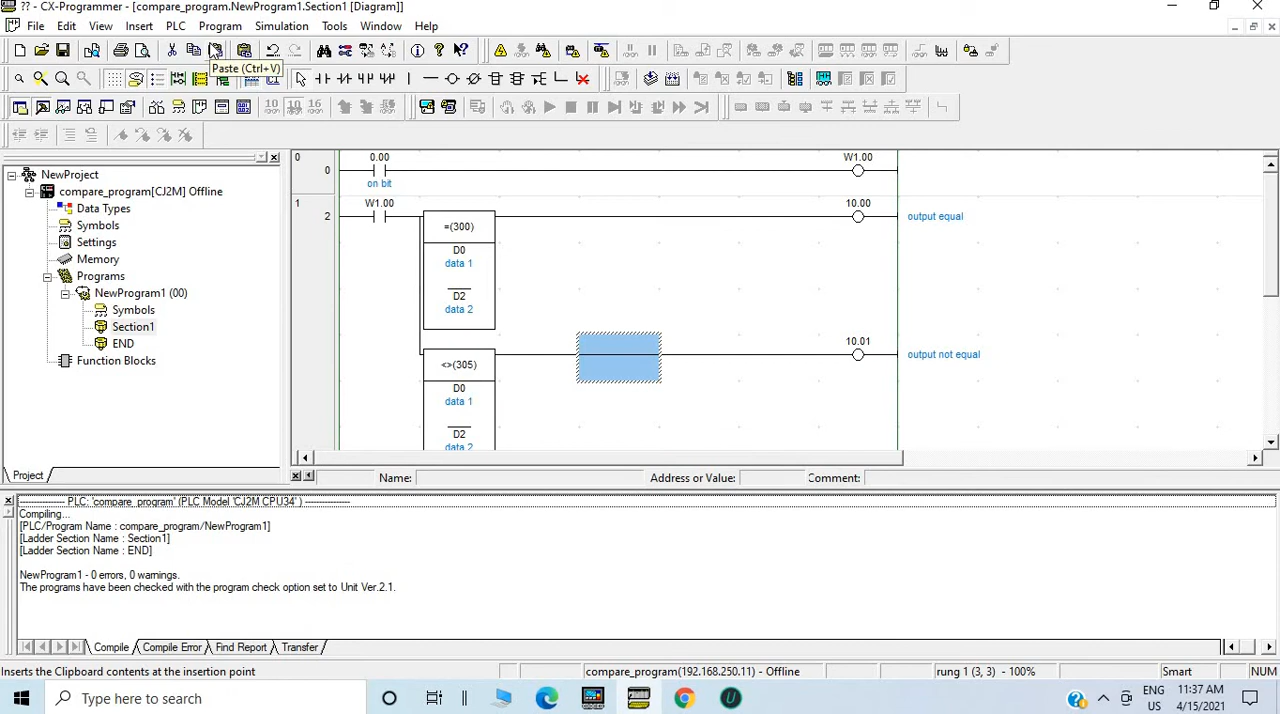 ?? - CX-Programmer - [compare_program.NewProgram1.Section1 [Diagram]]
File Edit View Insert PLC Program Simulation Tools Window Help
Paste (Ctrl+V)
10 10 16
NewProject
compare_program[CJ2M] Offline
Data Types
Symbols
Settings
Memory
Programs
NewProgram1 (00)
Symbols
Section1
END
Function Blocks
Project
0
0
0.00
on bit
W1.00
1
2
W1.00
=(300)
D0
data 1
D2
data 2
10.00
output equal
<>(305)
D0
data 1
D2
data 2
10.01
output not equal
Name: Address or Value: Comment:
PLC: 'compare_program' (PLC Model 'CJ2M CPU34')
Compiling...
[PLC/Program Name : compare_program/NewProgram1]
[Ladder Section Name : Section1]
[Ladder Section Name : END]
NewProgram1 - 0 errors, 0 warnings.
The programs have been checked with the program check option set to Unit Ver.2.1.
Compile Compile Error Find Report Transfer
Inserts the Clipboard contents at the insertion point
compare_program(192.168.250.11) - Offline
rung 1 (3, 3) - 100%
Smart
NUM
Type here to search
ENG
US
11:37 AM
4/15/2021